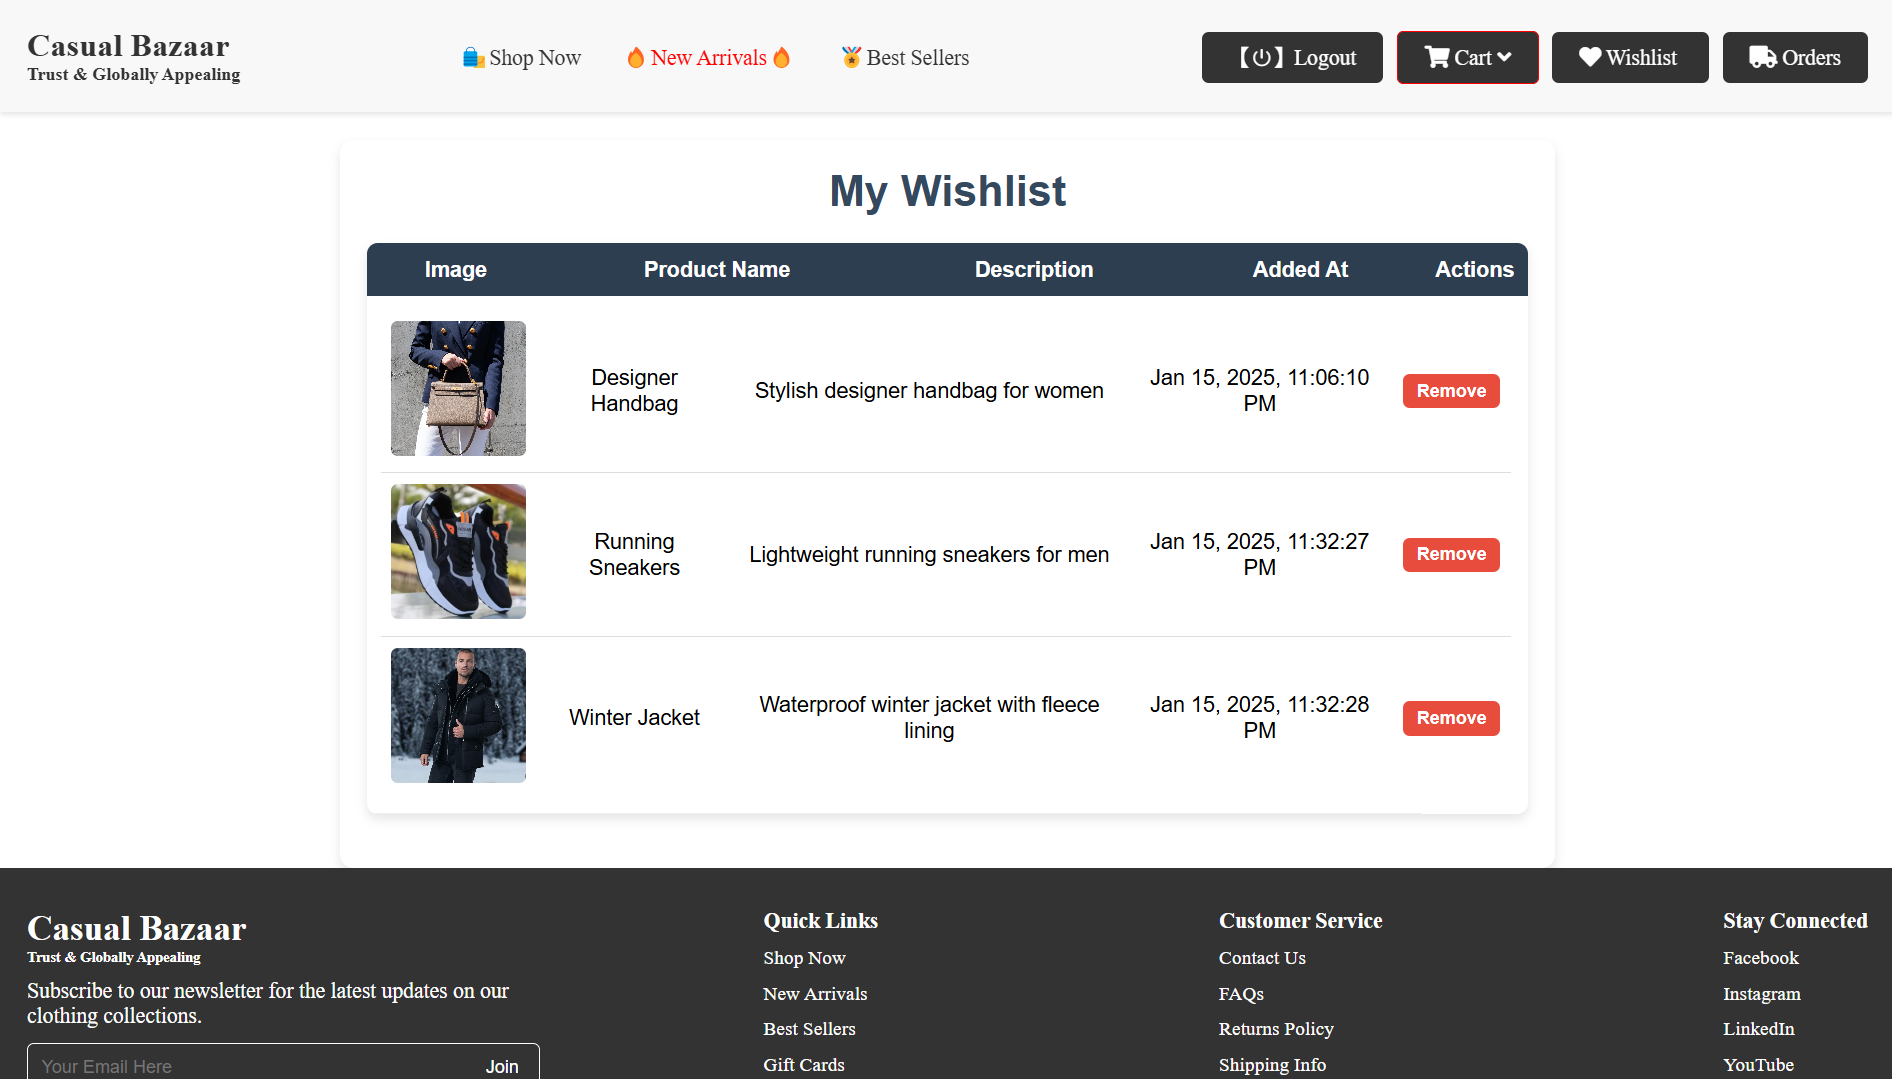 Casual Bazaar
Trust & Globally Appealing
Shop Now
New Arrivals
Best Sellers
【⏻】Logout
Cart
Wishlist
Orders
My Wishlist
Image Product Name Description Added At Actions
Designer
Handbag
Stylish designer handbag for women
Jan 15, 2025, 11:06:10
PM
Remove
Running
Sneakers
Lightweight running sneakers for men
Jan 15, 2025, 11:32:27
PM
Remove
Winter Jacket
Waterproof winter jacket with fleece
lining
Jan 15, 2025, 11:32:28
PM
Remove
Casual Bazaar
Trust & Globally Appealing
Subscribe to our newsletter for the latest updates on our
clothing collections.
Your Email Here
Join
Quick Links
Shop Now
New Arrivals
Best Sellers
Gift Cards
Customer Service
Contact Us
FAQs
Returns Policy
Shipping Info
Stay Connected
Facebook
Instagram
LinkedIn
YouTube